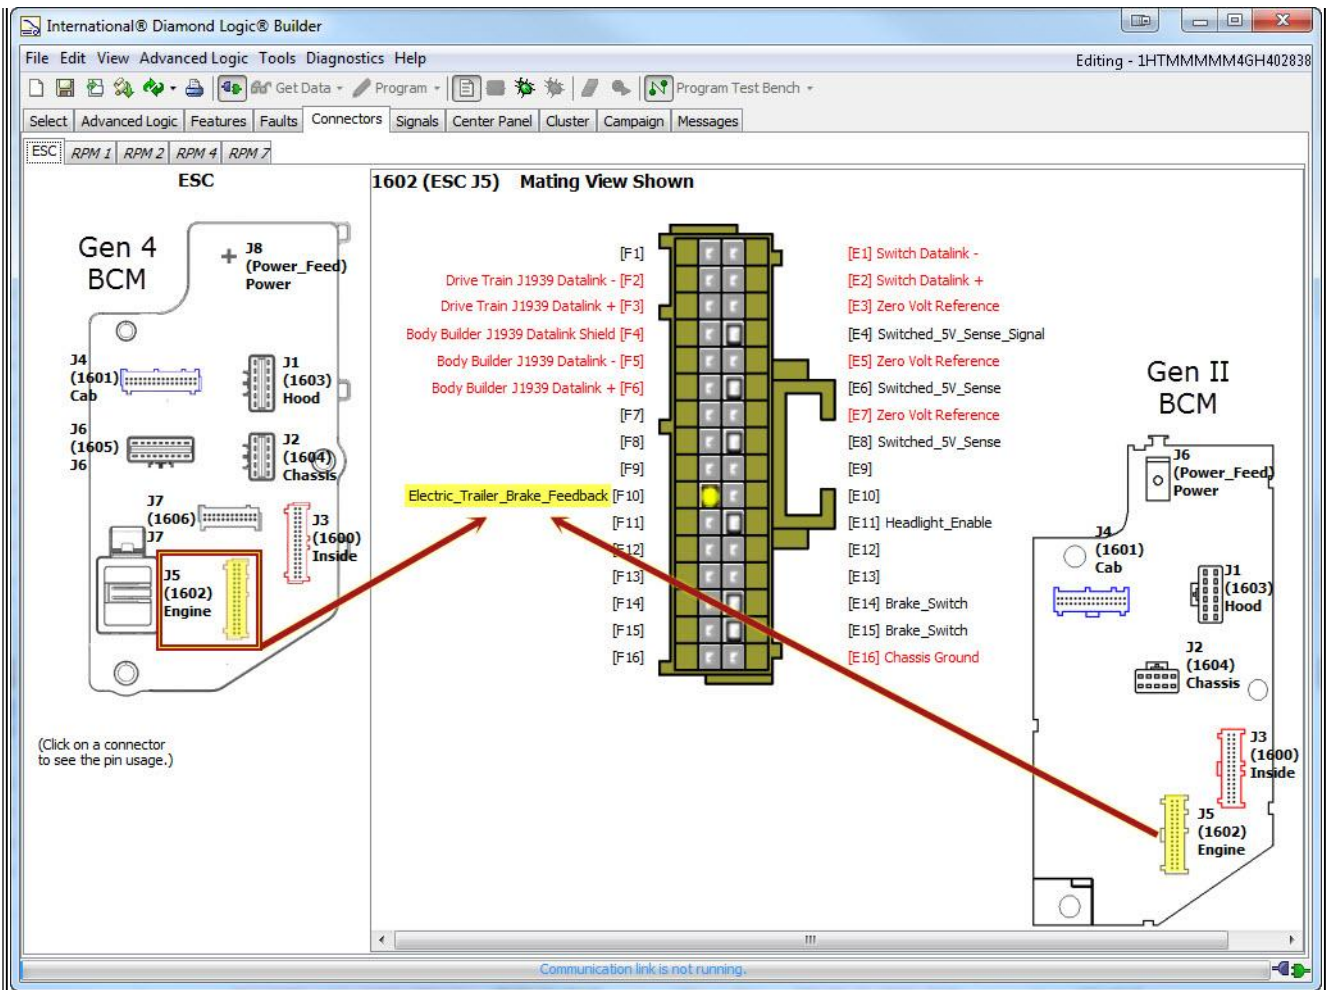 International® Diamond Logic® Builder
File Edit View Advanced Logic Tools Diagnostics Help
Editing - 1HTMMMMM4GH402838
Get Data
Program
Program Test Bench
Select Advanced Logic Features Faults Connectors Signals Center Panel Cluster Campaign Messages
ESC RPM 1 RPM 2 RPM 4 RPM 7
ESC
Gen 4
BCM
J8
(Power_Feed)
Power
J4
(1601)
Cab
J1
(1603)
Hood
J6
(1605)
J6
J2
(1604)
Chassis
J7
(1606)
J7
J3
(1600)
Inside
J5
(1602)
Engine
(Click on a connector
to see the pin usage.)
1602 (ESC J5) Mating View Shown
[F1]
Drive Train J1939 Datalink - [F2]
Drive Train J1939 Datalink + [F3]
Body Builder J1939 Datalink Shield [F4]
Body Builder J1939 Datalink - [F5]
Body Builder J1939 Datalink + [F6]
[F7]
[F8]
[F9]
Electric_Trailer_Brake_Feedback [F10]
[F11]
[F12]
[F13]
[F14]
[F15]
[F16]
[E1] Switch Datalink -
[E2] Switch Datalink +
[E3] Zero Volt Reference
[E4] Switched_5V_Sense_Signal
[E5] Zero Volt Reference
[E6] Switched_5V_Sense
[E7] Zero Volt Reference
[E8] Switched_5V_Sense
[E9]
[E10]
[E11] Headlight_Enable
[E12]
[E13]
[E14] Brake_Switch
[E15] Brake_Switch
[E16] Chassis Ground
Gen II
BCM
J6
(Power_Feed)
Power
J4
(1601)
Cab
J1
(1603)
Hood
J2
(1604)
Chassis
J3
(1600)
Inside
J5
(1602)
Engine
Communication link is not running.